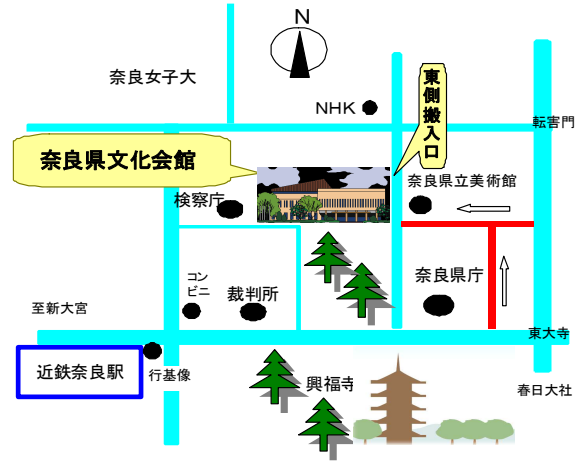 N
奈良女子大
東側搬入口
NHK
転害門
奈良県文化会館
奈良県立美術館
検察庁
コン
ビニ
裁判所
奈良県庁
至新大宮
東大寺
近鉄奈良駅
行基像
興福寺
春日大社